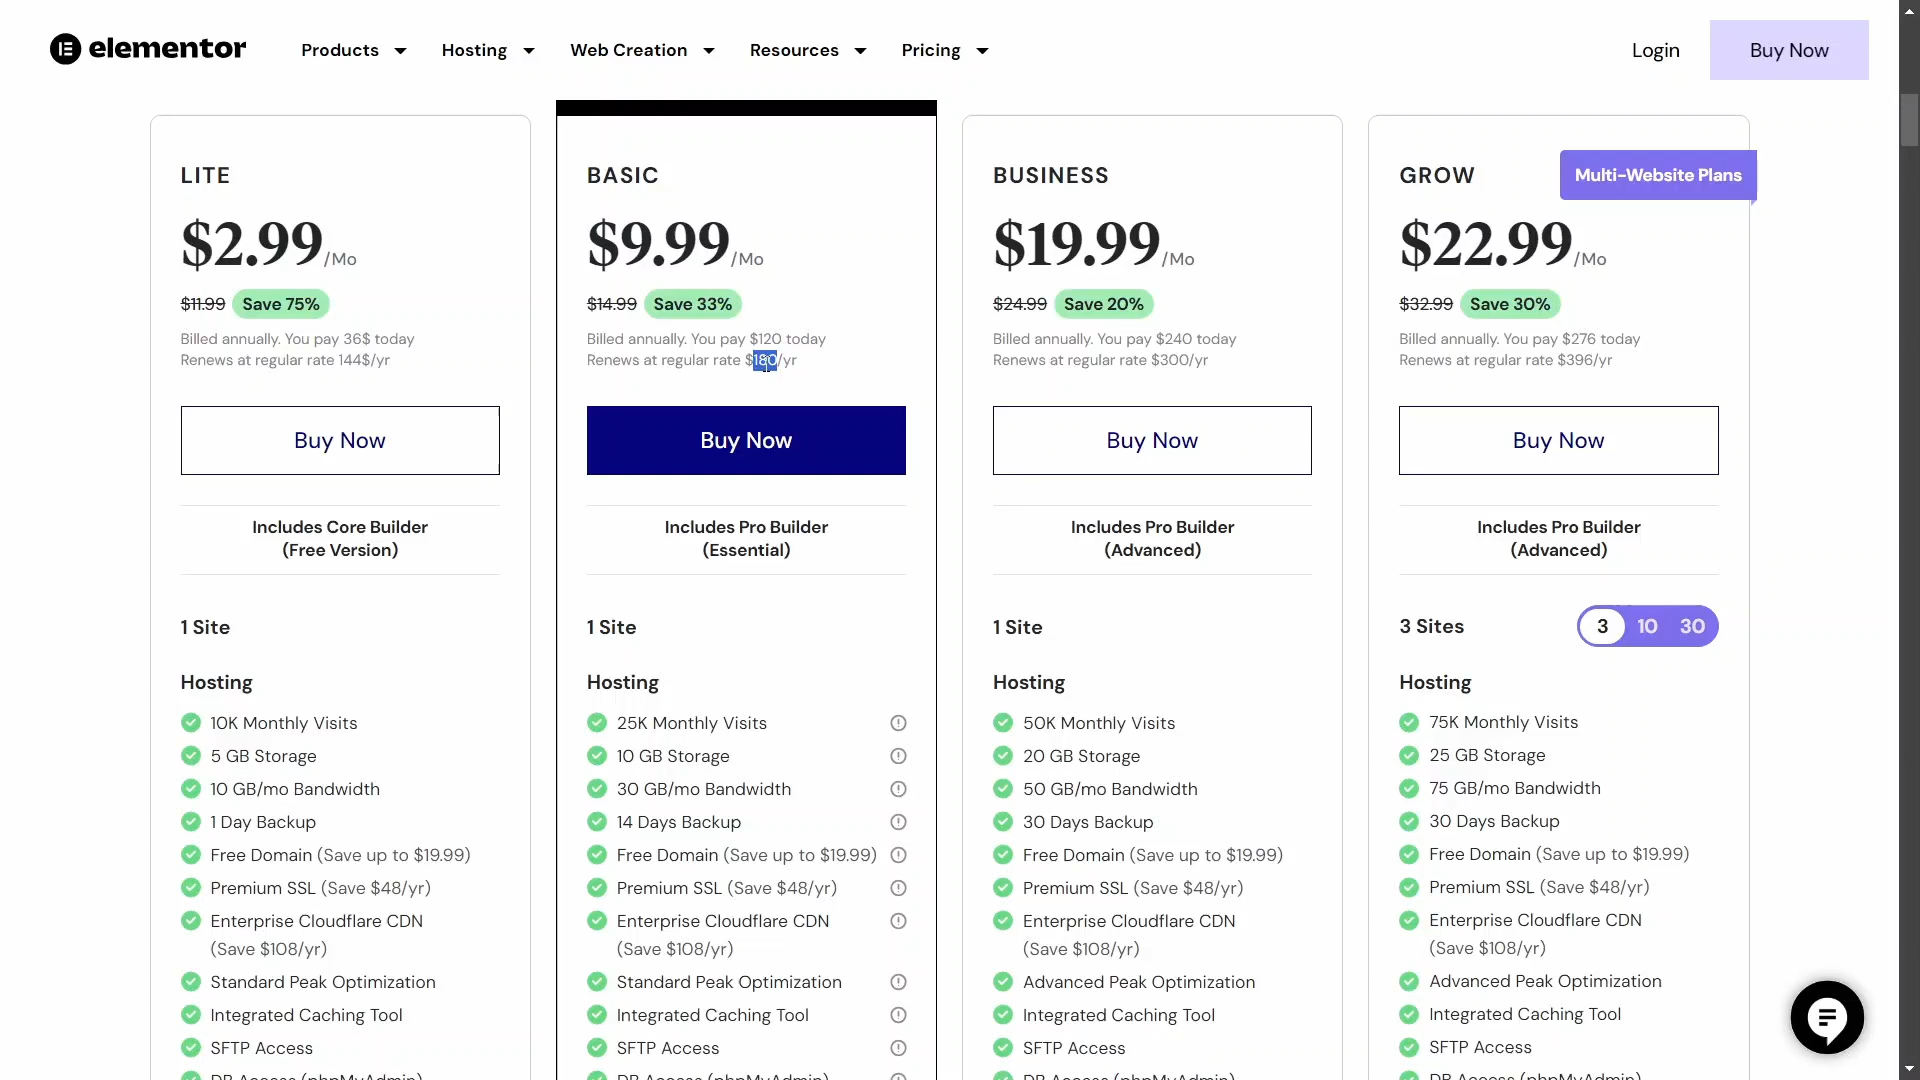 elementor
Products
Hosting
Web Creation
Resources
Pricing
Login
Buy Now
LITE
$2.99/Mo
$11.99 Save 75%
Billed annually. You pay 36$ today
Renews at regular rate 144$/yr
Buy Now
Includes Core Builder
(Free Version)
1 Site
Hosting
10K Monthly Visits
5 GB Storage
10 GB/mo Bandwidth
1 Day Backup
Free Domain (Save up to $19.99)
Premium SSL (Save $48/yr)
Enterprise Cloudflare CDN
(Save $108/yr)
Standard Peak Optimization
Integrated Caching Tool
SFTP Access
DB Access (phpMyAdmin)
BASIC
$9.99/Mo
$14.99 Save 33%
Billed annually. You pay $120 today
Renews at regular rate $180/yr
Buy Now
Includes Pro Builder
(Essential)
1 Site
Hosting
25K Monthly Visits
10 GB Storage
30 GB/mo Bandwidth
14 Days Backup
Free Domain (Save up to $19.99)
Premium SSL (Save $48/yr)
Enterprise Cloudflare CDN
(Save $108/yr)
Standard Peak Optimization
Integrated Caching Tool
SFTP Access
DB Access (phpMyAdmin)
BUSINESS
$19.99/Mo
$24.99 Save 20%
Billed annually. You pay $240 today
Renews at regular rate $300/yr
Buy Now
Includes Pro Builder
(Advanced)
1 Site
Hosting
50K Monthly Visits
20 GB Storage
50 GB/mo Bandwidth
30 Days Backup
Free Domain (Save up to $19.99)
Premium SSL (Save $48/yr)
Enterprise Cloudflare CDN
(Save $108/yr)
Advanced Peak Optimization
Integrated Caching Tool
SFTP Access
DB Access (phpMyAdmin)
GROW
Multi-Website Plans
$22.99/Mo
$32.99 Save 30%
Billed annually. You pay $276 today
Renews at regular rate $396/yr
Buy Now
Includes Pro Builder
(Advanced)
3 Sites
3 10 30
Hosting
75K Monthly Visits
25 GB Storage
75 GB/mo Bandwidth
30 Days Backup
Free Domain (Save up to $19.99)
Premium SSL (Save $48/yr)
Enterprise Cloudflare CDN
(Save $108/yr)
Advanced Peak Optimization
Integrated Caching Tool
SFTP Access
DB Access (phpMyAdmin)